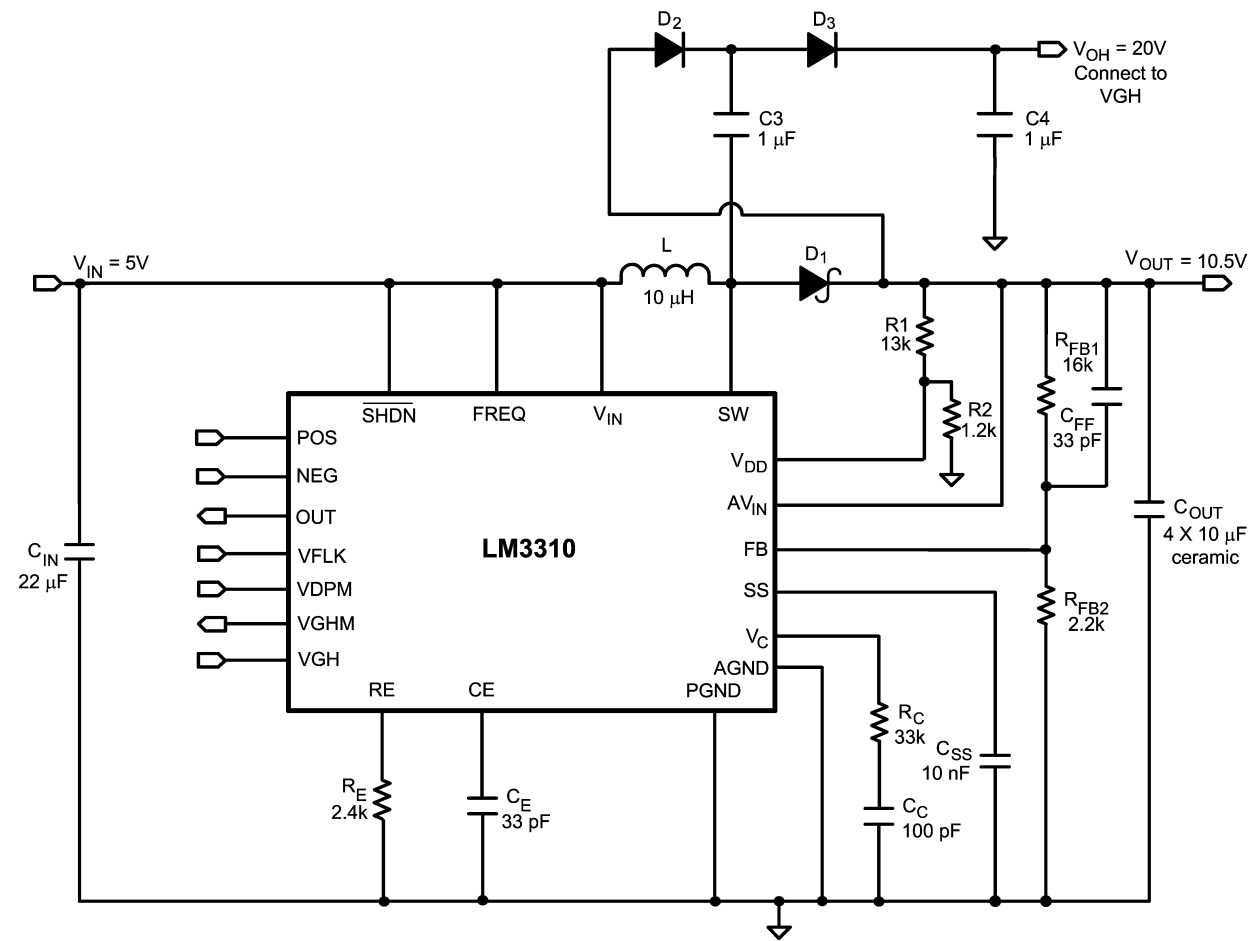 D2
D3
VOH = 20V
Connect to
VGH
C3
1 µF
C4
1 µF
VIN = 5V
L
10 µH
D1
VOUT = 10.5V
R1
13k
R2
1.2k
RFB1
16k
CFF
33 pF
COUT
4 X 10 µF
ceramic
SHDN
FREQ
VIN
SW
POS
NEG
OUT
VFLK
VDPM
VGHM
VGH
LM3310
VDD
AVIN
FB
SS
VC
AGND
PGND
RE
CE
CIN
22 µF
RFB2
2.2k
RC
33k
CSS
10 nF
CC
100 pF
RE
2.4k
CE
33 pF